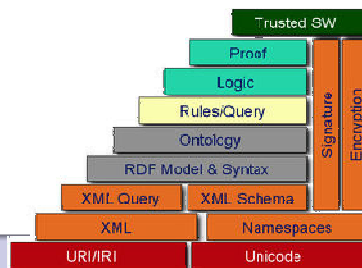 Trusted SW
Proof
Logic
Rules/Query
Ontology
RDF Model & Syntax
XML Query
XML Schema
XML
Namespaces
URI/IRI
Unicode
Signature
Encryption